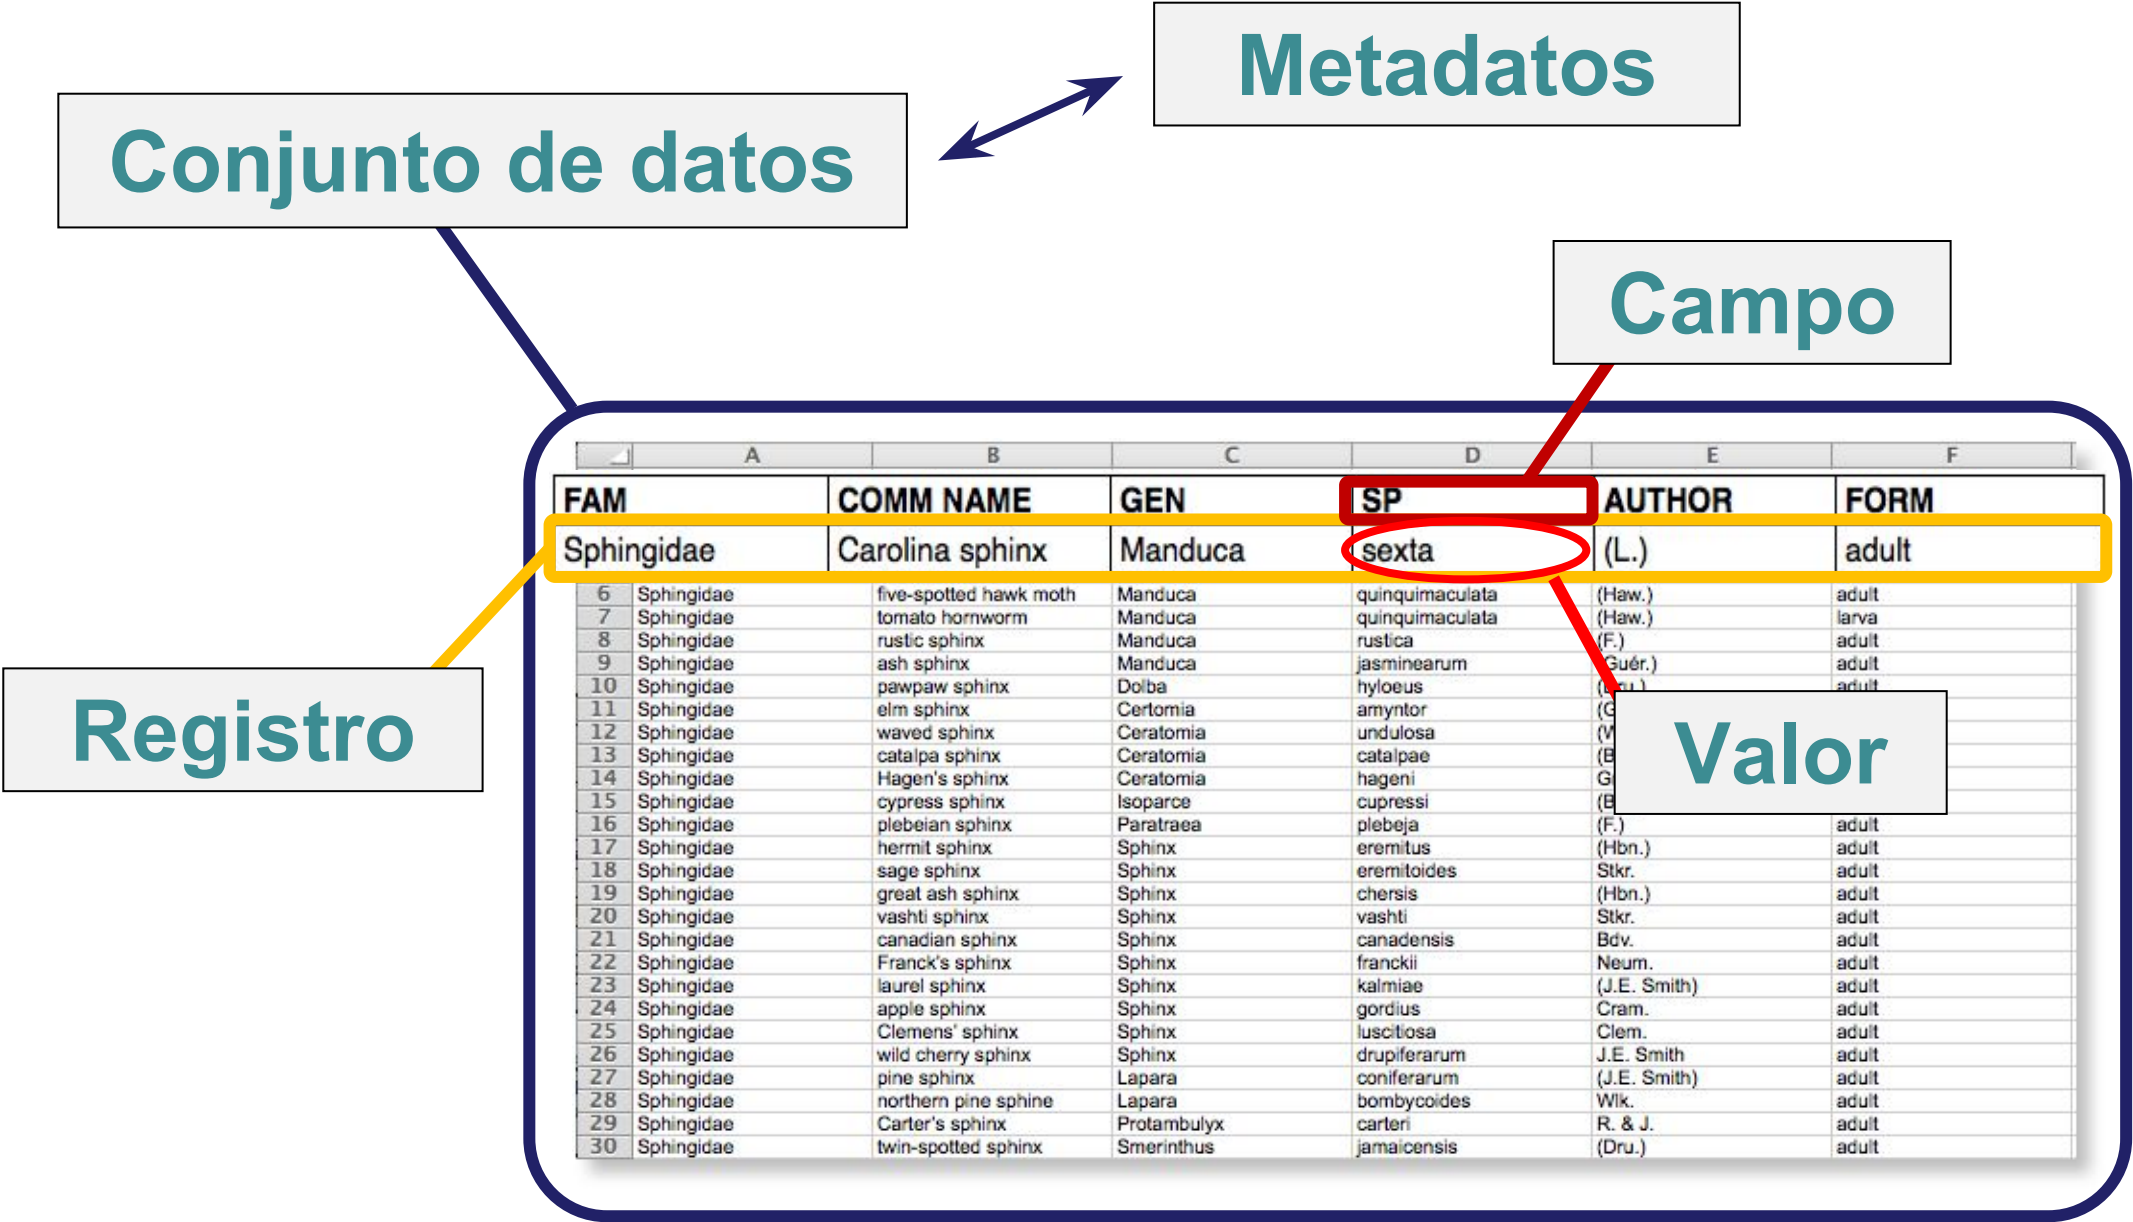 Metadatos
Conjunto de datos
Campo
A B C D E F
FAM COMM NAME GEN SP AUTHOR FORM
Sphingidae Carolina sphinx Manduca sexta (L.) adult
6 Sphingidae five-spotted hawk moth Manduca quinquimaculata (Haw.) adult
7 Sphingidae tomato hornworm Manduca quinquimaculata (Haw.) larva
8 Sphingidae rustic sphinx Manduca rustica (F.) adult
9 Sphingidae ash sphinx Manduca jasminearum Guér.) adult
10 Sphingidae pawpaw sphinx Dolba hyloeus adult
11 Sphingidae elm sphinx Certomia amyntor
12 Sphingidae waved sphinx Ceratomia undulosa
13 Sphingidae catalpa sphinx Ceratomia catalpae
14 Sphingidae Hagen's sphinx Ceratomia hageni
15 Sphingidae cypress sphinx Isoparce cupressi
16 Sphingidae plebeian sphinx Paratraea plebeja (F.) adult
17 Sphingidae hermit sphinx Sphinx eremitus (Hbn.) adult
18 Sphingidae sage sphinx Sphinx eremitoides Stkr. adult
19 Sphingidae great ash sphinx Sphinx chersis (Hbn.) adult
20 Sphingidae vashti sphinx Sphinx vashti Stkr. adult
21 Sphingidae canadian sphinx Sphinx canadensis Bdv. adult
22 Sphingidae Franck's sphinx Sphinx franckii Neum. adult
23 Sphingidae laurel sphinx Sphinx kalmiae (J.E. Smith) adult
24 Sphingidae apple sphinx Sphinx gordius Cram. adult
25 Sphingidae Clemens' sphinx Sphinx luscitiosa Clem. adult
26 Sphingidae wild cherry sphinx Sphinx drupiferarum J.E. Smith adult
27 Sphingidae pine sphinx Lapara coniferarum (J.E. Smith) adult
28 Sphingidae northern pine sphine Lapara bombycoides Wlk. adult
29 Sphingidae Carter's sphinx Protambulyx carteri R. & J. adult
30 Sphingidae twin-spotted sphinx Smerinthus jamaicensis (Dru.) adult
Registro
Valor